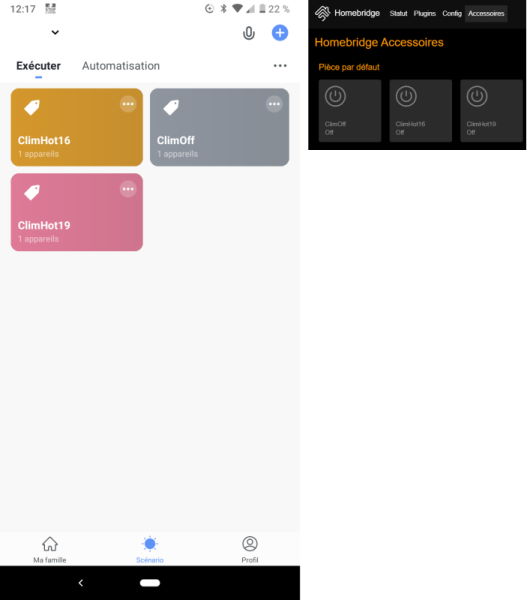 12:17
22 %
Exécuter
Automatisation
ClimHot16
1 appareils
ClimOff
1 appareils
ClimHot19
1 appareils
Ma famille
Scénario
Profil
Homebridge
Statut
Plugins
Config
Accessoires
Homebridge Accessoires
Pièce par défaut
ClimOff
Off
ClimHot16
Off
ClimHot19
Off